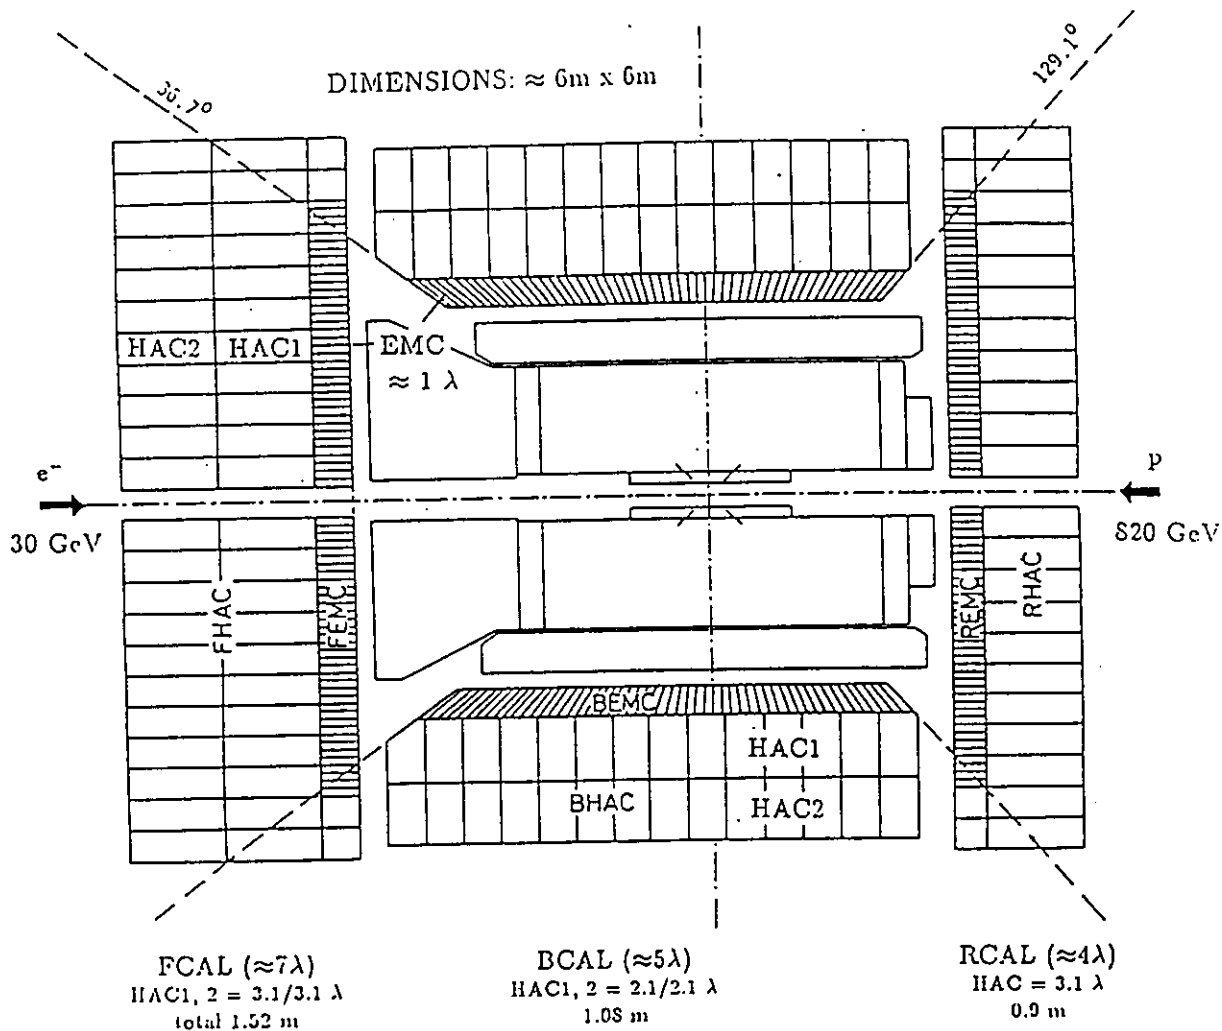 36.7°
129.1°
DIMENSIONS: ≈ 6m x 6m
HAC2
HAC1
EMC
≈ 1 λ
e⁻
p
30 GeV
820 GeV
FHAC
FEMC
REMC
RHAC
BEMC
HAC1
BHAC
HAC2
FCAL (≈7λ)
HAC1, 2 = 3.1/3.1 λ
total 1.52 m
BCAL (≈5λ)
HAC1, 2 = 2.1/2.1 λ
1.08 m
RCAL (≈4λ)
HAC = 3.1 λ
0.9 m